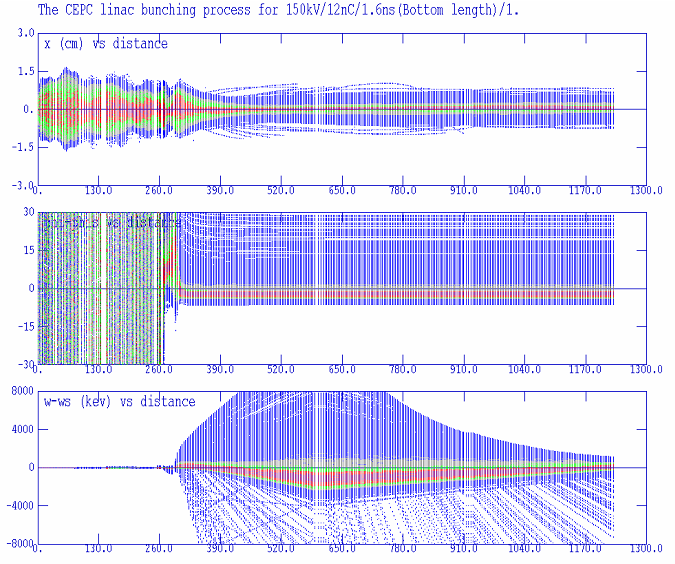 The CEPC linac bunching process for 150kV/12nC/1.6ns(Bottom length)/1.
3.0
x (cm) vs distance
1.5
0.
-1.5
-3.0
0. 130.0 260.0 390.0 520.0 650.0 780.0 910.0 1040.0 1170.0 1300.0
30
vs distance
15
0
-15
-30
0. 130.0 260.0 390.0 520.0 650.0 780.0 910.0 1040.0 1170.0 1300.0
8000
w-ws (kev) vs distance
4000
0
-4000
-8000
0. 130.0 260.0 390.0 520.0 650.0 780.0 910.0 1040.0 1170.0 1300.0